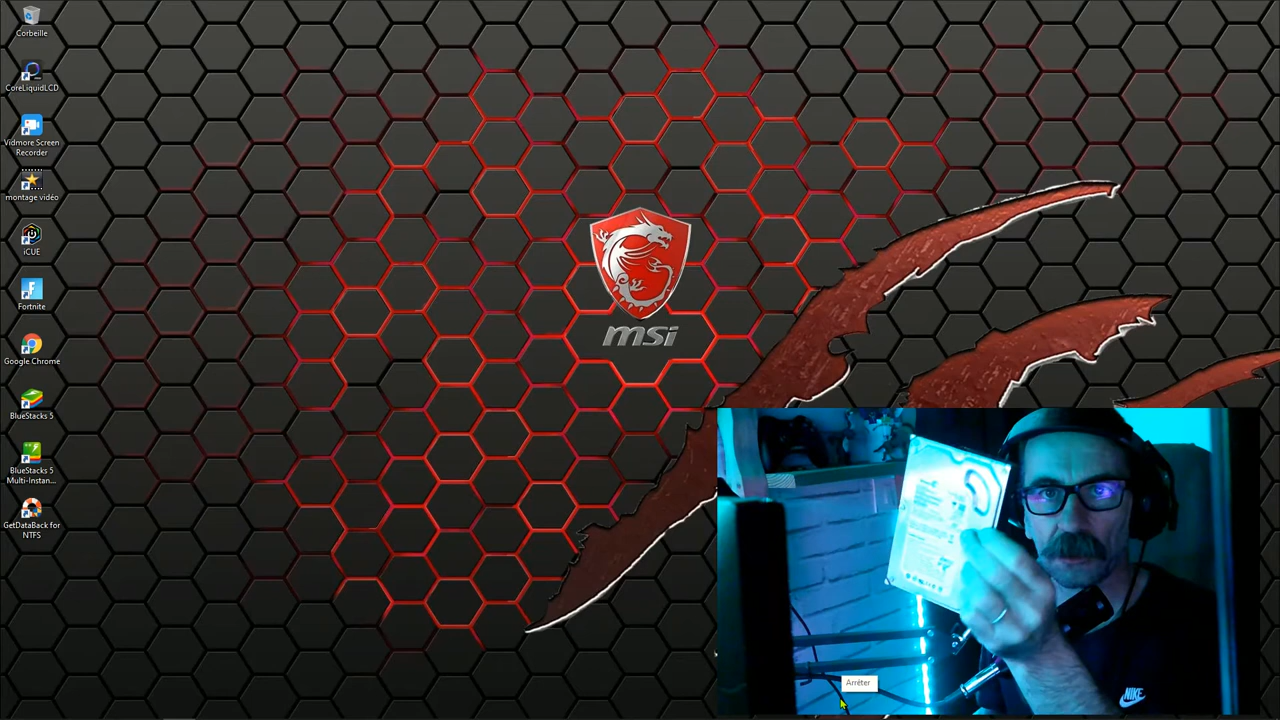 Corbeille
CoreLiquidLCD
Vidmore Screen
Recorder
montage vidéo
iCUE
Fortnite
Google Chrome
BlueStacks 5
BlueStacks 5
Multi-Instan...
GetDataBack for
NTFS
msi
Arrêter
NIKE